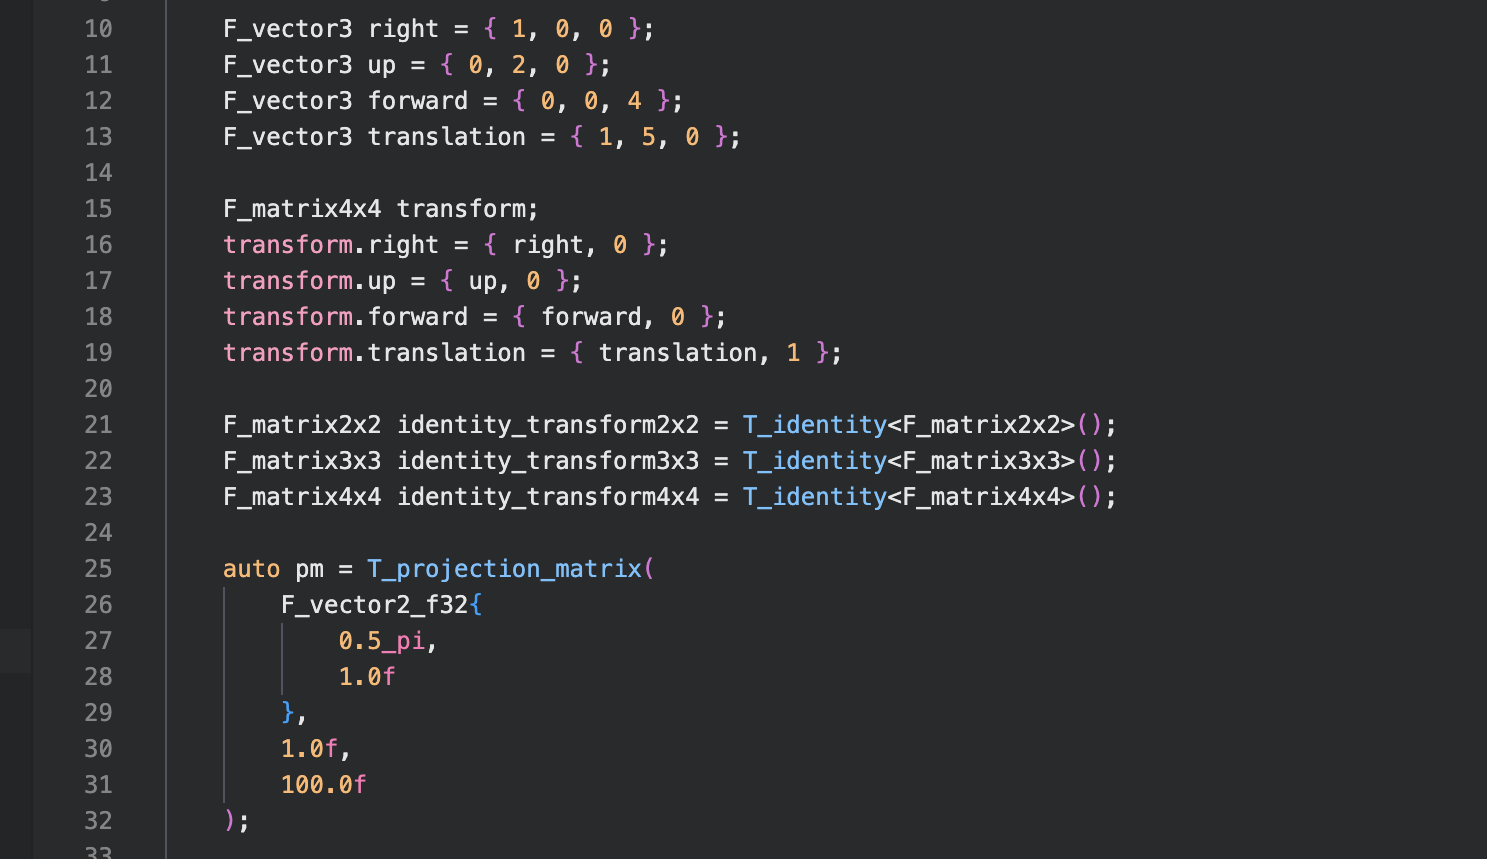 10 F_vector3 right = { 1, 0, 0 };
11 F_vector3 up = { 0, 2, 0 };
12 F_vector3 forward = { 0, 0, 4 };
13 F_vector3 translation = { 1, 5, 0 };
14
15 F_matrix4x4 transform;
16 transform.right = { right, 0 };
17 transform.up = { up, 0 };
18 transform.forward = { forward, 0 };
19 transform.translation = { translation, 1 };
20
21 F_matrix2x2 identity_transform2x2 = T_identity<F_matrix2x2>();
22 F_matrix3x3 identity_transform3x3 = T_identity<F_matrix3x3>();
23 F_matrix4x4 identity_transform4x4 = T_identity<F_matrix4x4>();
24
25 auto pm = T_projection_matrix(
26 F_vector2_f32{
27 0.5_pi,
28 1.0f
29 },
30 1.0f,
31 100.0f
32 );
33